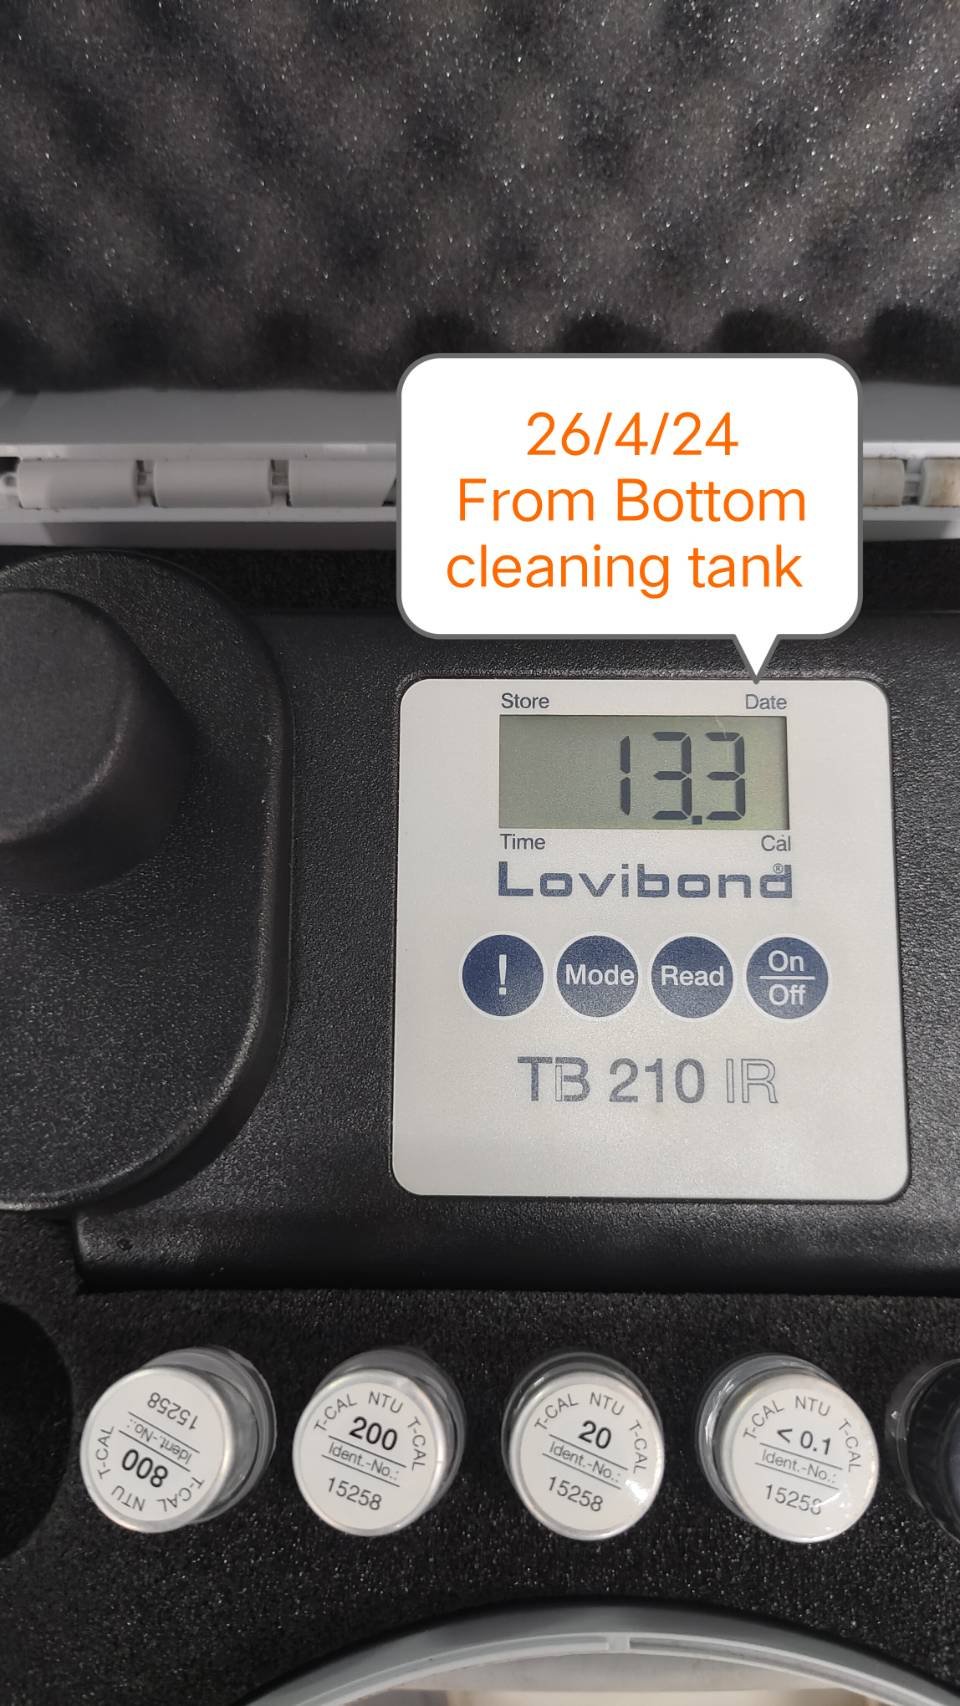 26/4/24
From Bottom
cleaning tank
Store Date
13.3
Time Cal
Lovibond®
! Mode Read On Off
TB 210 IR
T-CAL NTU T-CAL
800
Ident.-No.:
15258
T-CAL NTU T-CAL
200
Ident.-No.:
15258
T-CAL NTU T-CAL
20
Ident.-No.:
15258
T-CAL NTU T-CAL
< 0.1
Ident.-No.:
15258